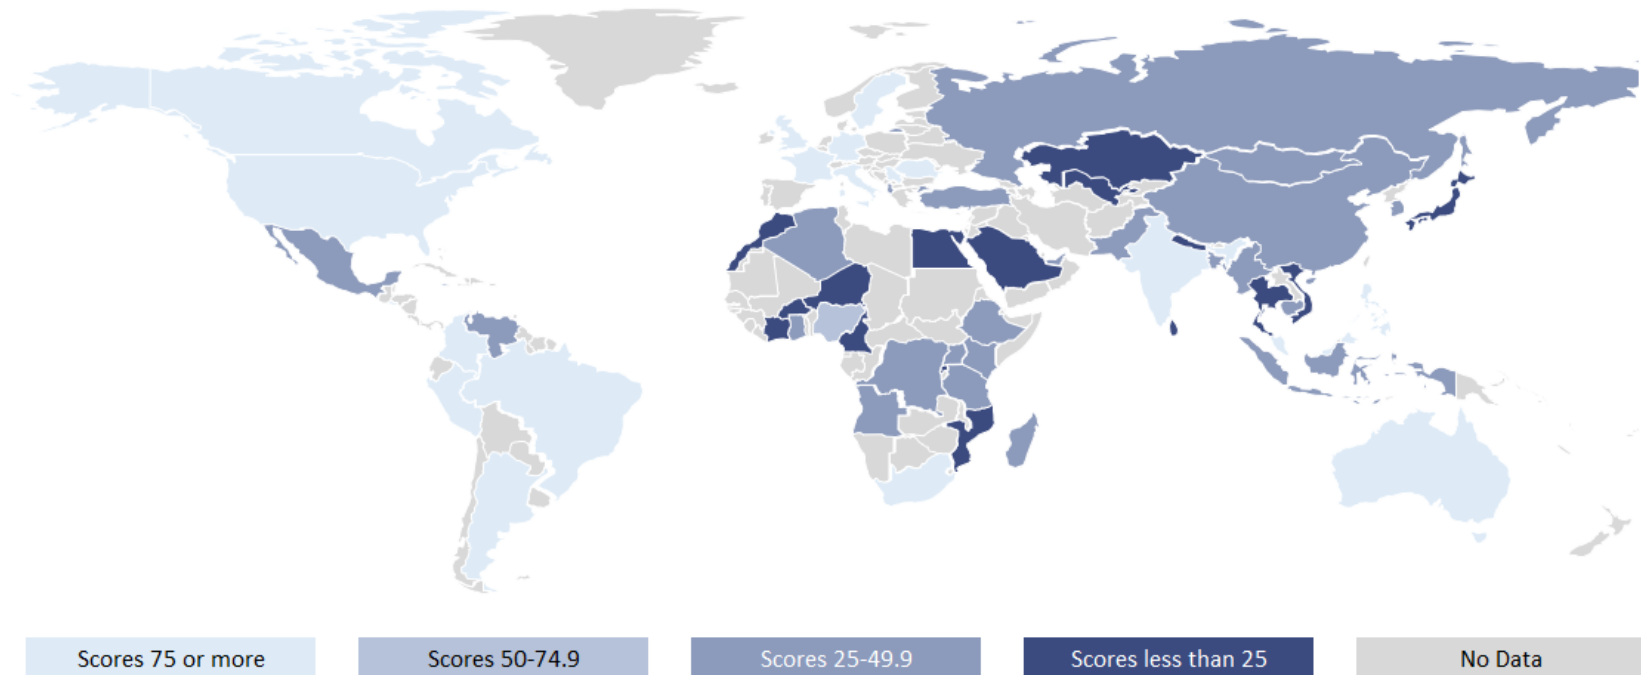 Scores 75 or more
Scores 50-74.9
Scores 25-49.9
Scores less than 25
No Data